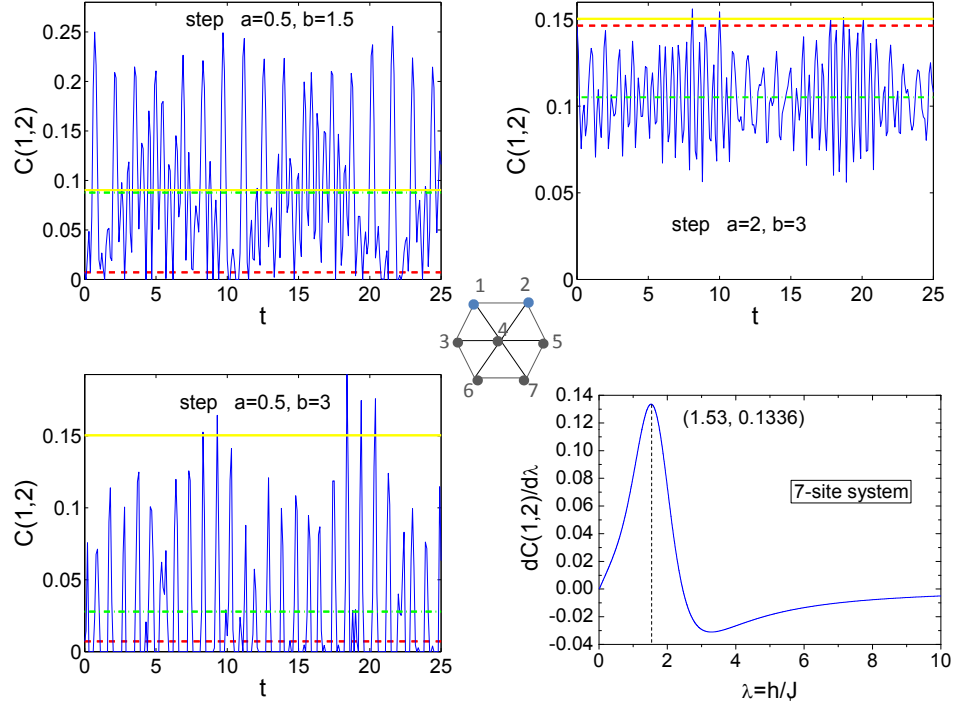 step a=0.5, b=1.5
C(1,2)
0.25
0.2
0.15
0.1
0.05
0
0 5 10 15 20 25
t
C(1,2)
0.15
0.1
0.05
0
step a=2, b=3
0 5 10 15 20 25
t
1 2
3 4 5
6 7
step a=0.5, b=3
C(1,2)
0.15
0.1
0.05
0
0 5 10 15 20 25
t
dC(1,2)/dλ
0.14
0.12
0.10
0.08
0.06
0.04
0.02
0.00
-0.02
-0.04
(1.53, 0.1336)
7-site system
0 2 4 6 8 10
λ=h/J